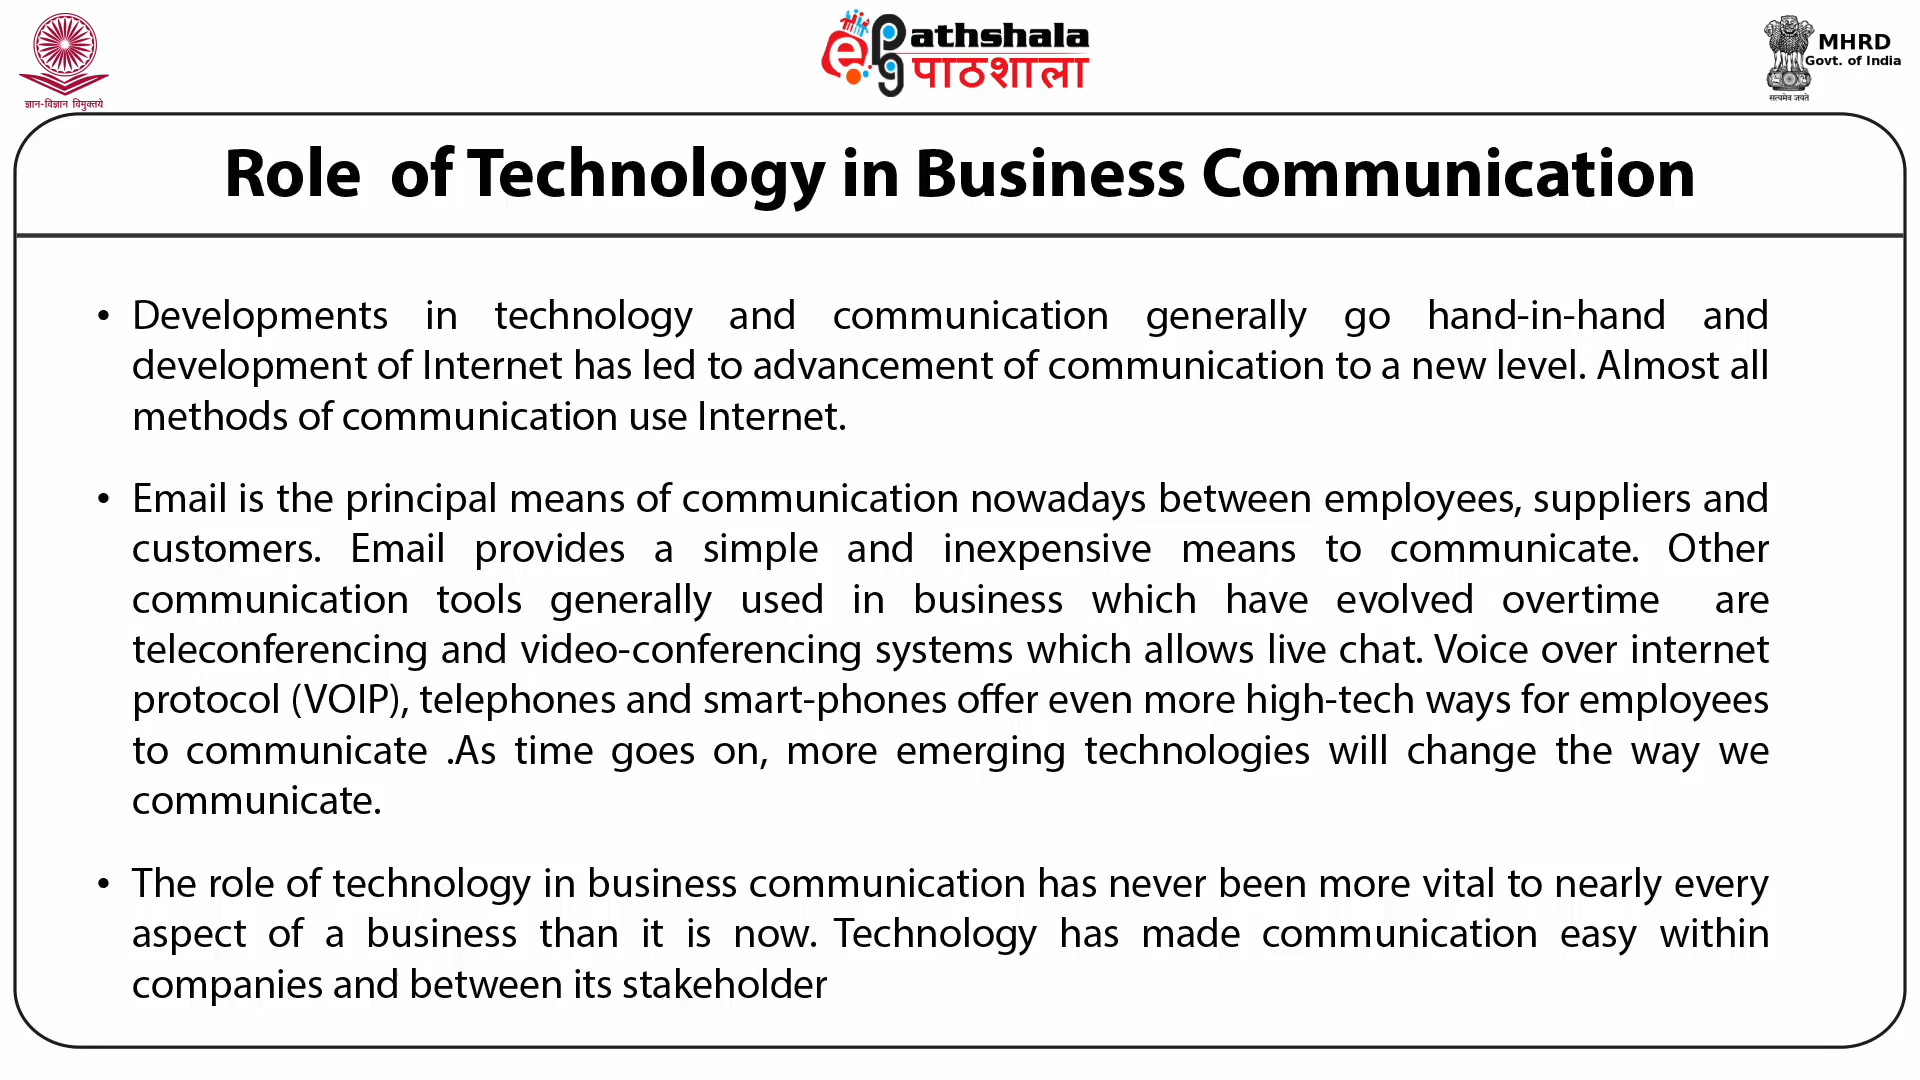 ज्ञान-विज्ञान विमुक्तये
ePathshala
पाठशाला
MHRD
Govt. of India
सत्यमेव जयते
Role of Technology in Business Communication
• Developments in technology and communication generally go hand-in-hand and
development of Internet has led to advancement of communication to a new level. Almost all
methods of communication use Internet.
• Email is the principal means of communication nowadays between employees, suppliers and
customers. Email provides a simple and inexpensive means to communicate. Other
communication tools generally used in business which have evolved overtime are
teleconferencing and video-conferencing systems which allows live chat. Voice over internet
protocol (VOIP), telephones and smart-phones offer even more high-tech ways for employees
to communicate .As time goes on, more emerging technologies will change the way we
communicate.
• The role of technology in business communication has never been more vital to nearly every
aspect of a business than it is now. Technology has made communication easy within
companies and between its stakeholder